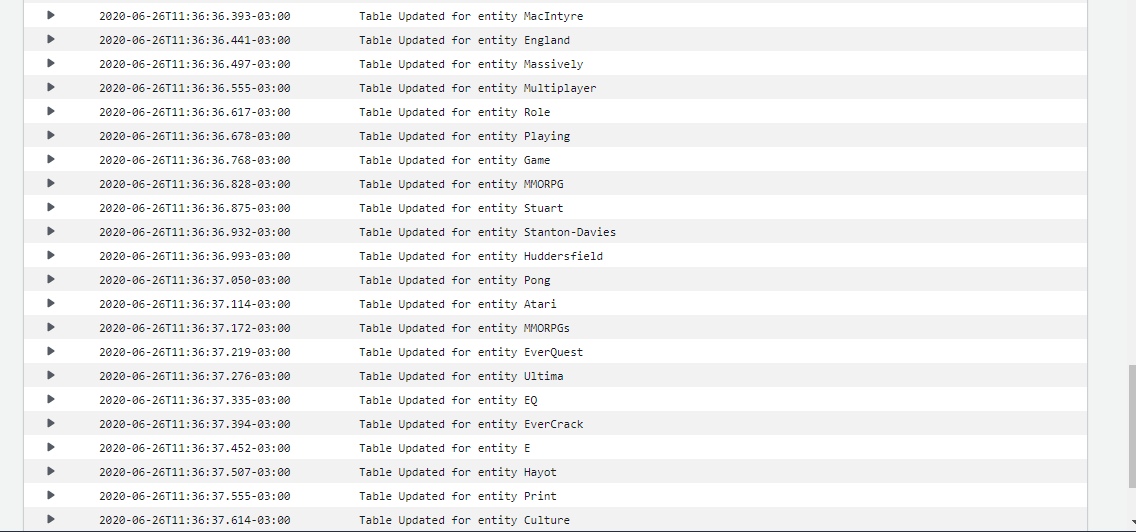 2020-06-26T11:36:36.393-03:00 Table Updated for entity MacIntyre
2020-06-26T11:36:36.441-03:00 Table Updated for entity England
2020-06-26T11:36:36.497-03:00 Table Updated for entity Massively
2020-06-26T11:36:36.555-03:00 Table Updated for entity Multiplayer
2020-06-26T11:36:36.617-03:00 Table Updated for entity Role
2020-06-26T11:36:36.678-03:00 Table Updated for entity Playing
2020-06-26T11:36:36.768-03:00 Table Updated for entity Game
2020-06-26T11:36:36.828-03:00 Table Updated for entity MMORPG
2020-06-26T11:36:36.875-03:00 Table Updated for entity Stuart
2020-06-26T11:36:36.932-03:00 Table Updated for entity Stanton-Davies
2020-06-26T11:36:36.993-03:00 Table Updated for entity Huddersfield
2020-06-26T11:36:37.050-03:00 Table Updated for entity Pong
2020-06-26T11:36:37.114-03:00 Table Updated for entity Atari
2020-06-26T11:36:37.172-03:00 Table Updated for entity MMORPGs
2020-06-26T11:36:37.219-03:00 Table Updated for entity EverQuest
2020-06-26T11:36:37.276-03:00 Table Updated for entity Ultima
2020-06-26T11:36:37.335-03:00 Table Updated for entity EQ
2020-06-26T11:36:37.394-03:00 Table Updated for entity EverCrack
2020-06-26T11:36:37.452-03:00 Table Updated for entity E
2020-06-26T11:36:37.507-03:00 Table Updated for entity Hayot
2020-06-26T11:36:37.555-03:00 Table Updated for entity Print
2020-06-26T11:36:37.614-03:00 Table Updated for entity Culture